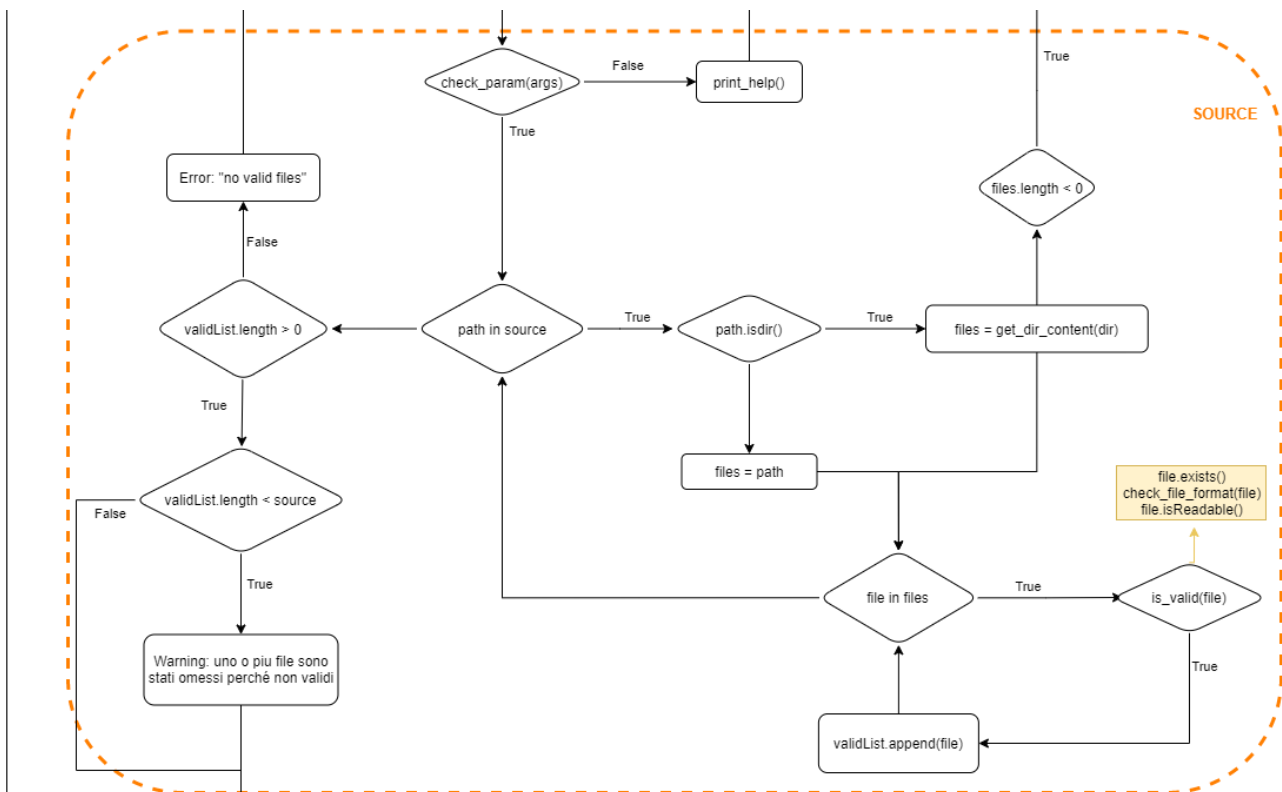 check_param(args)
False
print_help()
True
SOURCE
True
Error: "no valid files"
files.length < 0
False
validList.length > 0
path in source
True
path.isdir()
True
files = get_dir_content(dir)
True
files = path
file.exists()
check_file_format(file)
file.isReadable()
validList.length < source
False
True
file in files
True
is_valid(file)
Warning: uno o piu file sono
stati omessi perchè non validi
True
validList.append(file)